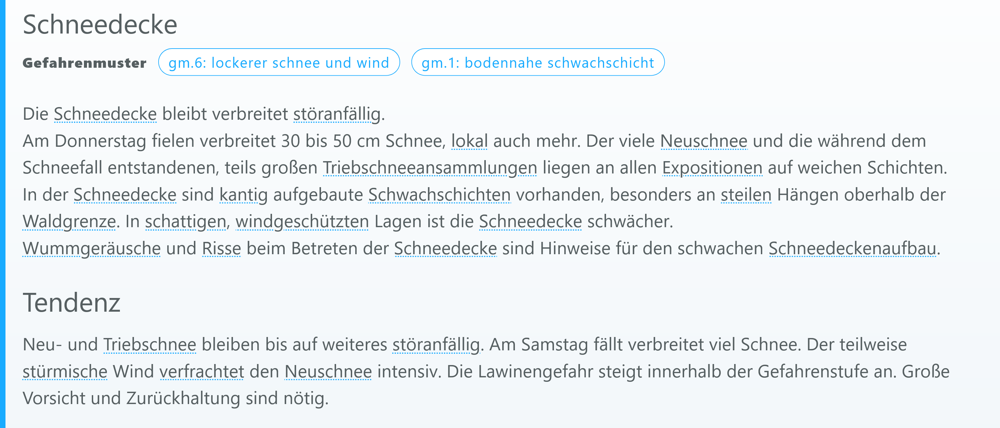 Schneedecke
Gefahrenmuster gm.6: lockerer schnee und wind gm.1: bodennahe schwachschicht
Die Schneedecke bleibt verbreitet störanfällig.
Am Donnerstag fielen verbreitet 30 bis 50 cm Schnee, lokal auch mehr. Der viele Neuschnee und die während dem
Schneefall entstandenen, teils großen Triebschneeansammlungen liegen an allen Expositionen auf weichen Schichten.
In der Schneedecke sind kantig aufgebaute Schwachschichten vorhanden, besonders an steilen Hängen oberhalb der
Waldgrenze. In schattigen, windgeschützten Lagen ist die Schneedecke schwächer.
Wummgeräusche und Risse beim Betreten der Schneedecke sind Hinweise für den schwachen Schneedeckenaufbau.
Tendenz
Neu- und Triebschnee bleiben bis auf weiteres störanfällig. Am Samstag fällt verbreitet viel Schnee. Der teilweise
stürmische Wind verfrachtet den Neuschnee intensiv. Die Lawinengefahr steigt innerhalb der Gefahrenstufe an. Große
Vorsicht und Zurückhaltung sind nötig.